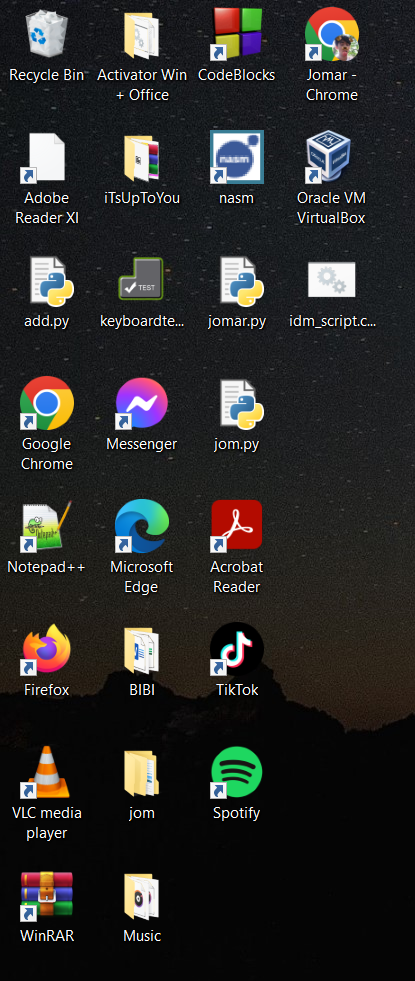 Recycle Bin
Activator Win
+ Office
CodeBlocks
Jomar -
Chrome
Adobe
Reader XI
iTsUpToYou
nasm
nasm
Oracle VM
VirtualBox
add.py
TEST
keyboardte...
jomar.py
idm_script.c...
Google
Chrome
Messenger
jom.py
Notepad++
Microsoft
Edge
Acrobat
Reader
Firefox
BIBI
TikTok
VLC media
player
jom
Spotify
WinRAR
Music